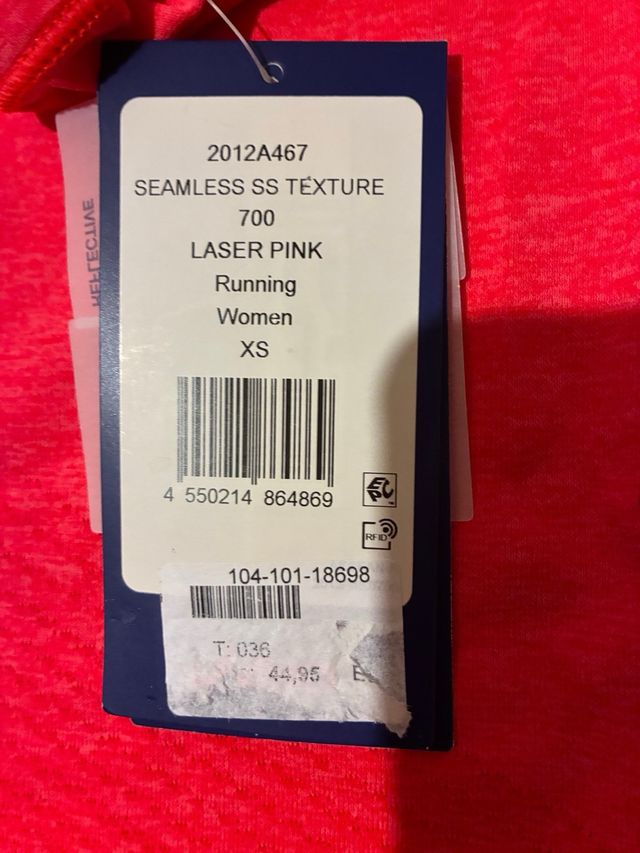 2012A467
SEAMLESS SS TEXTURE
700
LASER PINK
Running
Women
XS
4 550214 864869
EPC
RFID
104-101-18698
T: 036
44,95
REFLECTIVE